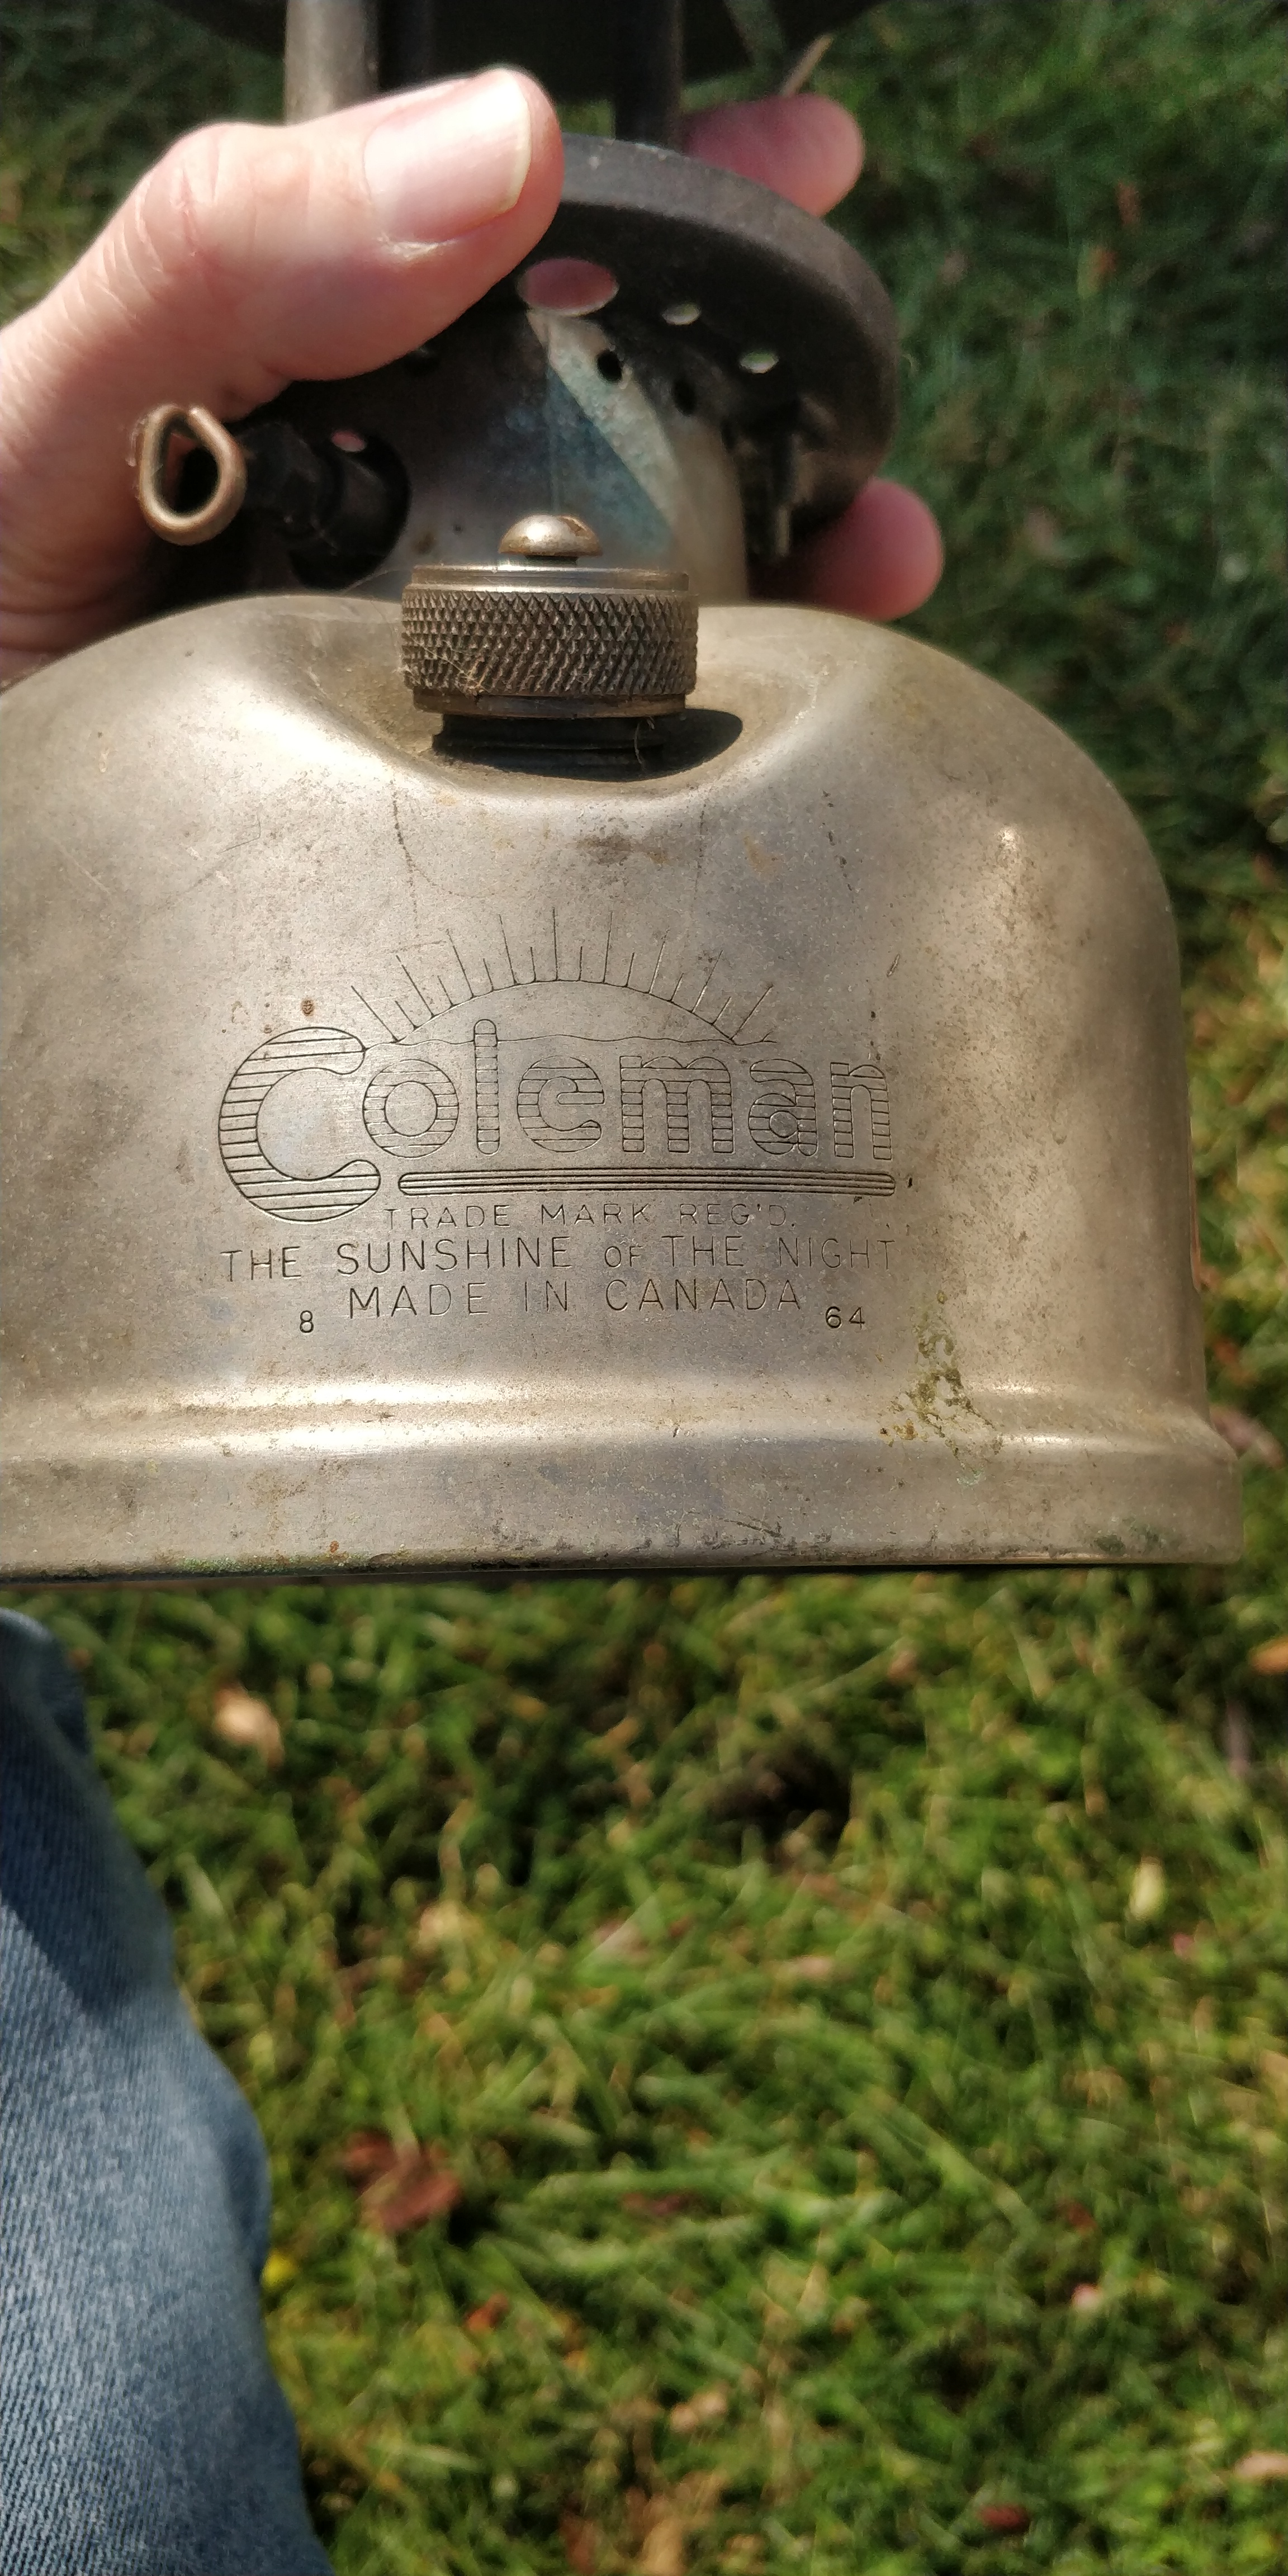 Coleman
TRADE MARK REG'D.
THE SUNSHINE OF THE NIGHT
MADE IN CANADA
8 64